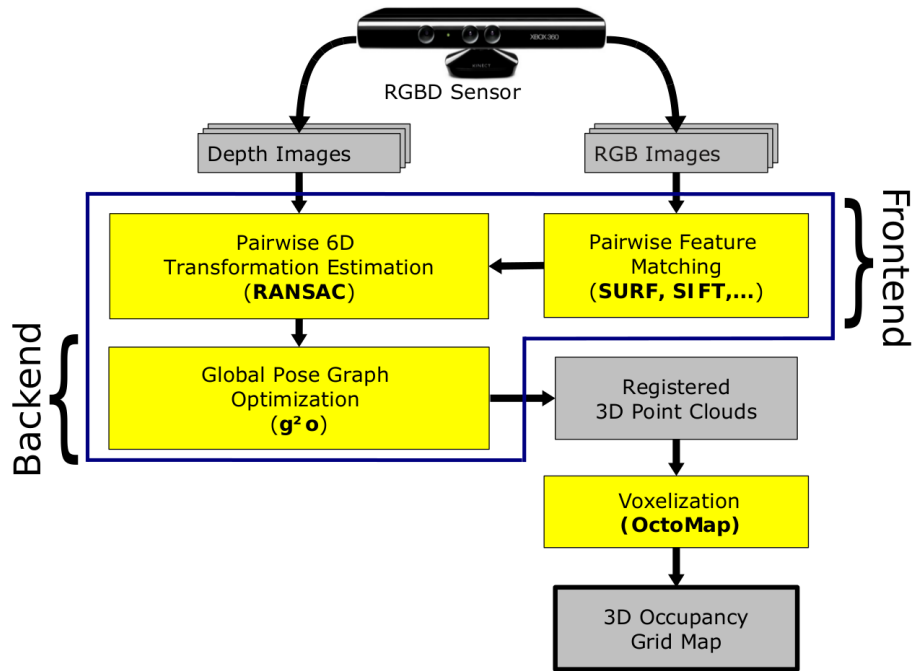 XBOX 360
KINECT
RGBD Sensor
Depth Images
RGB Images
Pairwise 6D
Transformation Estimation
(RANSAC)
Pairwise Feature
Matching
(SURF, SIFT,...)
Frontend
Backend
Global Pose Graph
Optimization
(g²o)
Registered
3D Point Clouds
Voxelization
(OctoMap)
3D Occupancy
Grid Map